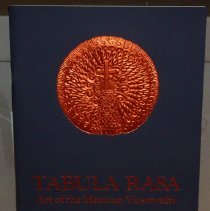 TABULA RASA
Art of the Mexican Viceroyalty